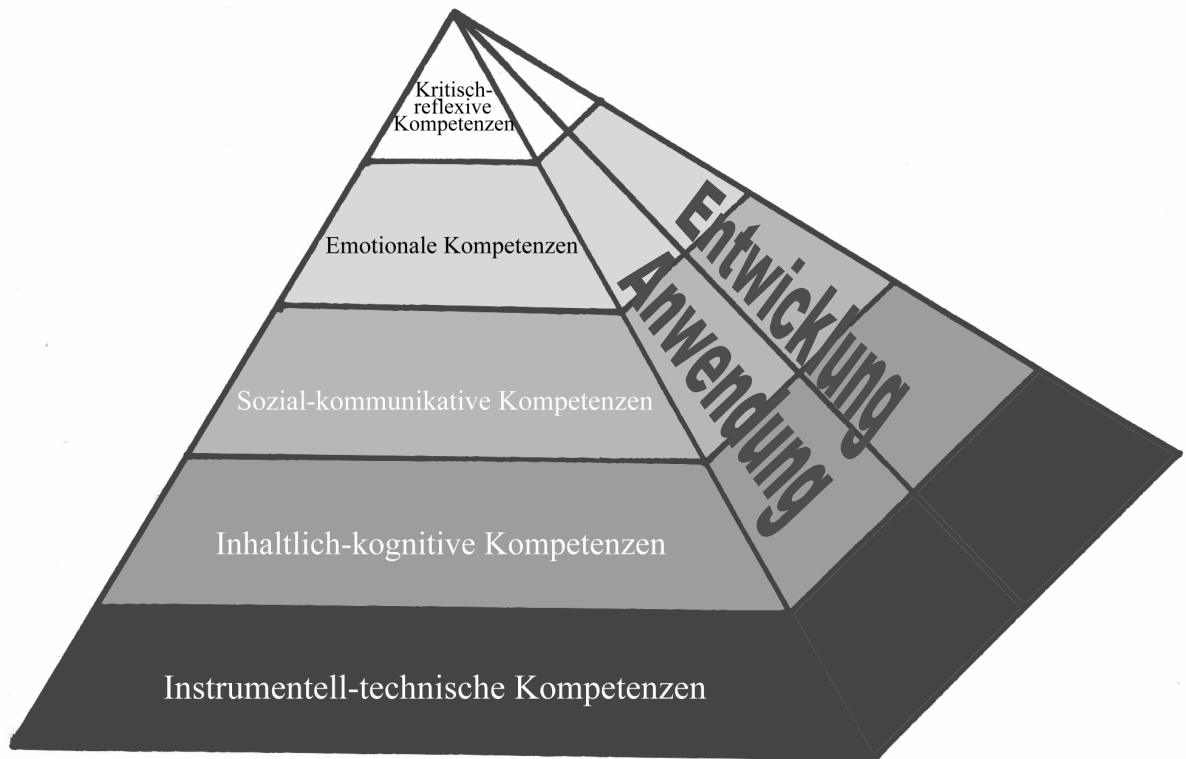 Kritisch-
reflexive
Kompetenzen
Emotionale Kompetenzen
Sozial-kommunikative Kompetenzen
Inhaltlich-kognitive Kompetenzen
Instrumentell-technische Kompetenzen
Anwendung
Entwicklung